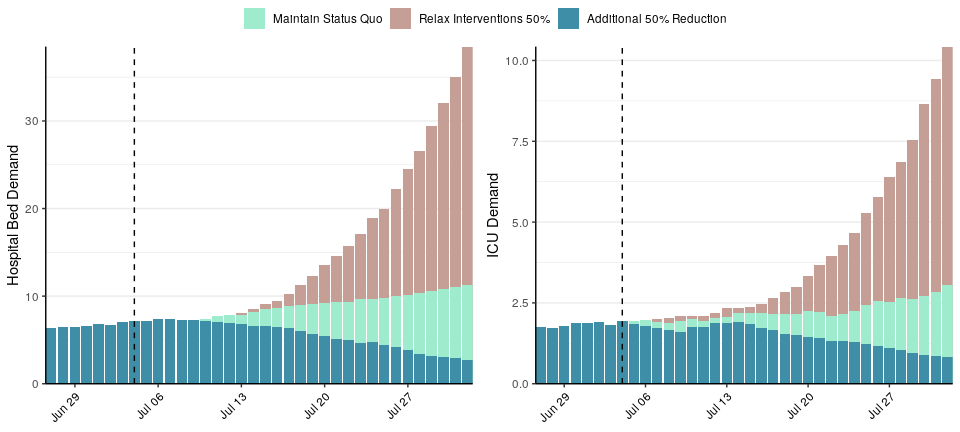 Maintain Status Quo Relax Interventions 50% Additional 50% Reduction
Hospital Bed Demand
30
20
10
0
Jun 29 Jul 06 Jul 13 Jul 20 Jul 27
ICU Demand
10.0
7.5
5.0
2.5
0.0
Jun 29 Jul 06 Jul 13 Jul 20 Jul 27